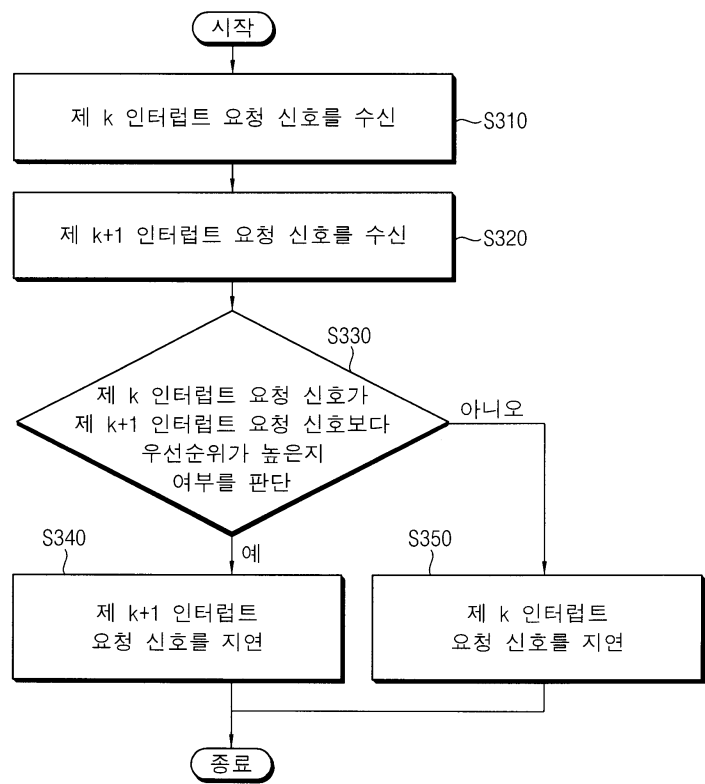 시작
제 k 인터럽트 요청 신호를 수신
S310
제 k+1 인터럽트 요청 신호를 수신
S320
S330
제 k 인터럽트 요청 신호가
제 k+1 인터럽트 요청 신호보다
우선순위가 높은지
여부를 판단
아니오
예
S340
제 k+1 인터럽트
요청 신호를 지연
S350
제 k 인터럽트
요청 신호를 지연
종료